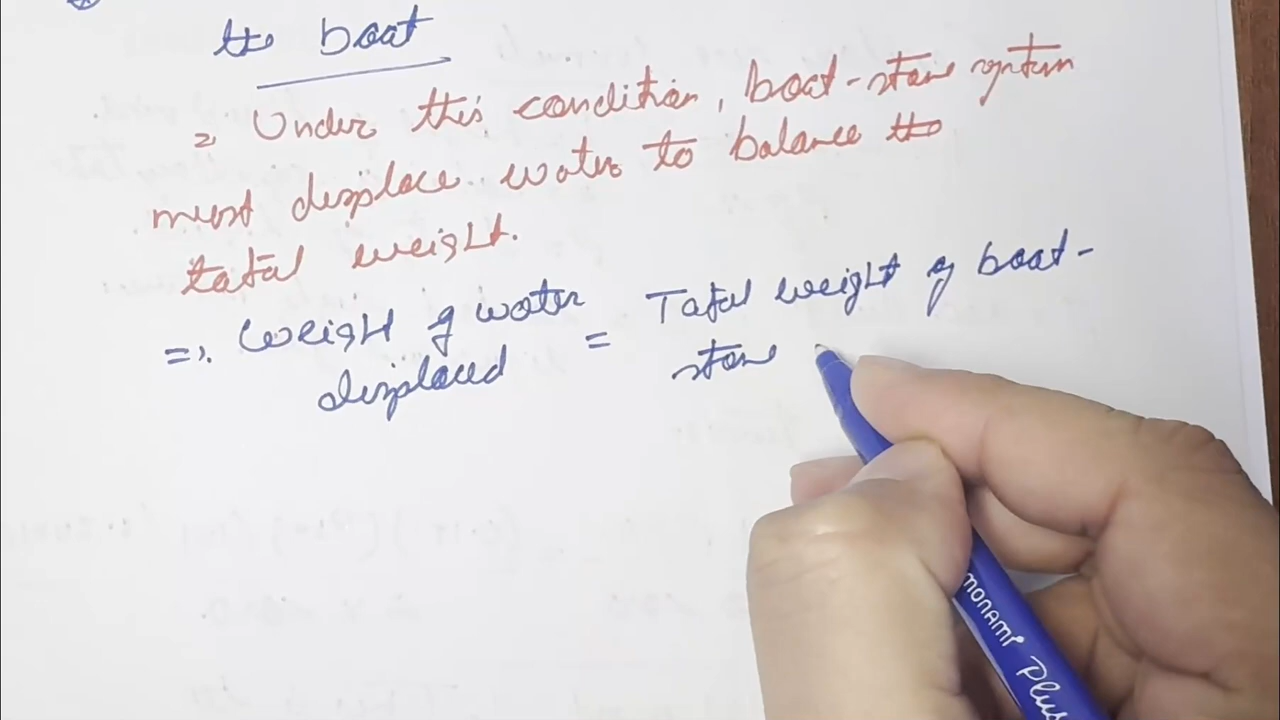 the boat
Under this condition, boat-stone system
must displace water to balance the
total weight.
=>. Weight of water = Total weight of boat-
displaced stone
monami Plus